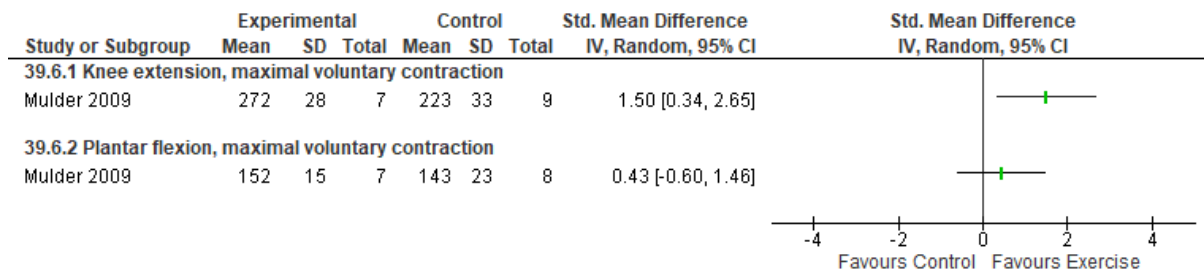 Experimental Control Std. Mean Difference Std. Mean Difference
Study or Subgroup Mean SD Total Mean SD Total IV, Random, 95% CI IV, Random, 95% CI
39.6.1 Knee extension, maximal voluntary contraction
Mulder 2009 272 28 7 223 33 9 1.50 [0.34, 2.65]
39.6.2 Plantar flexion, maximal voluntary contraction
Mulder 2009 152 15 7 143 23 8 0.43 [-0.60, 1.46]
-4 -2 0 2 4
Favours Control Favours Exercise